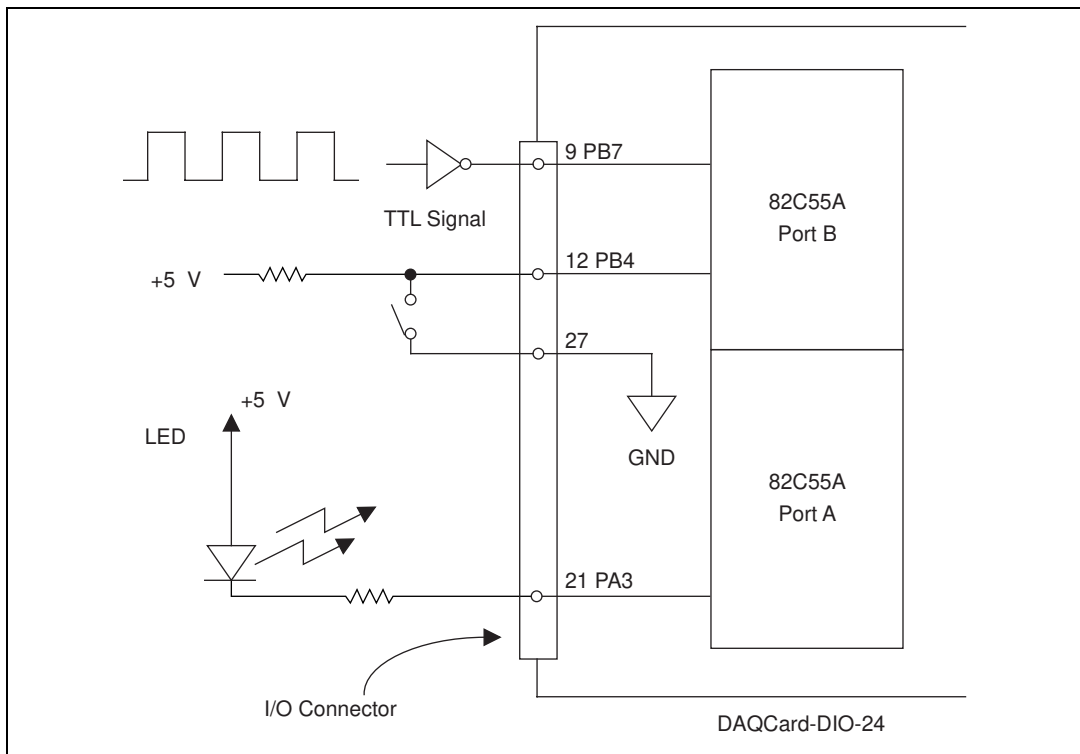 9 PB7
TTL Signal
82C55A
Port B
12 PB4
+5 V
27
+5 V
LED
GND
82C55A
Port A
21 PA3
I/O Connector
DAQCard-DIO-24